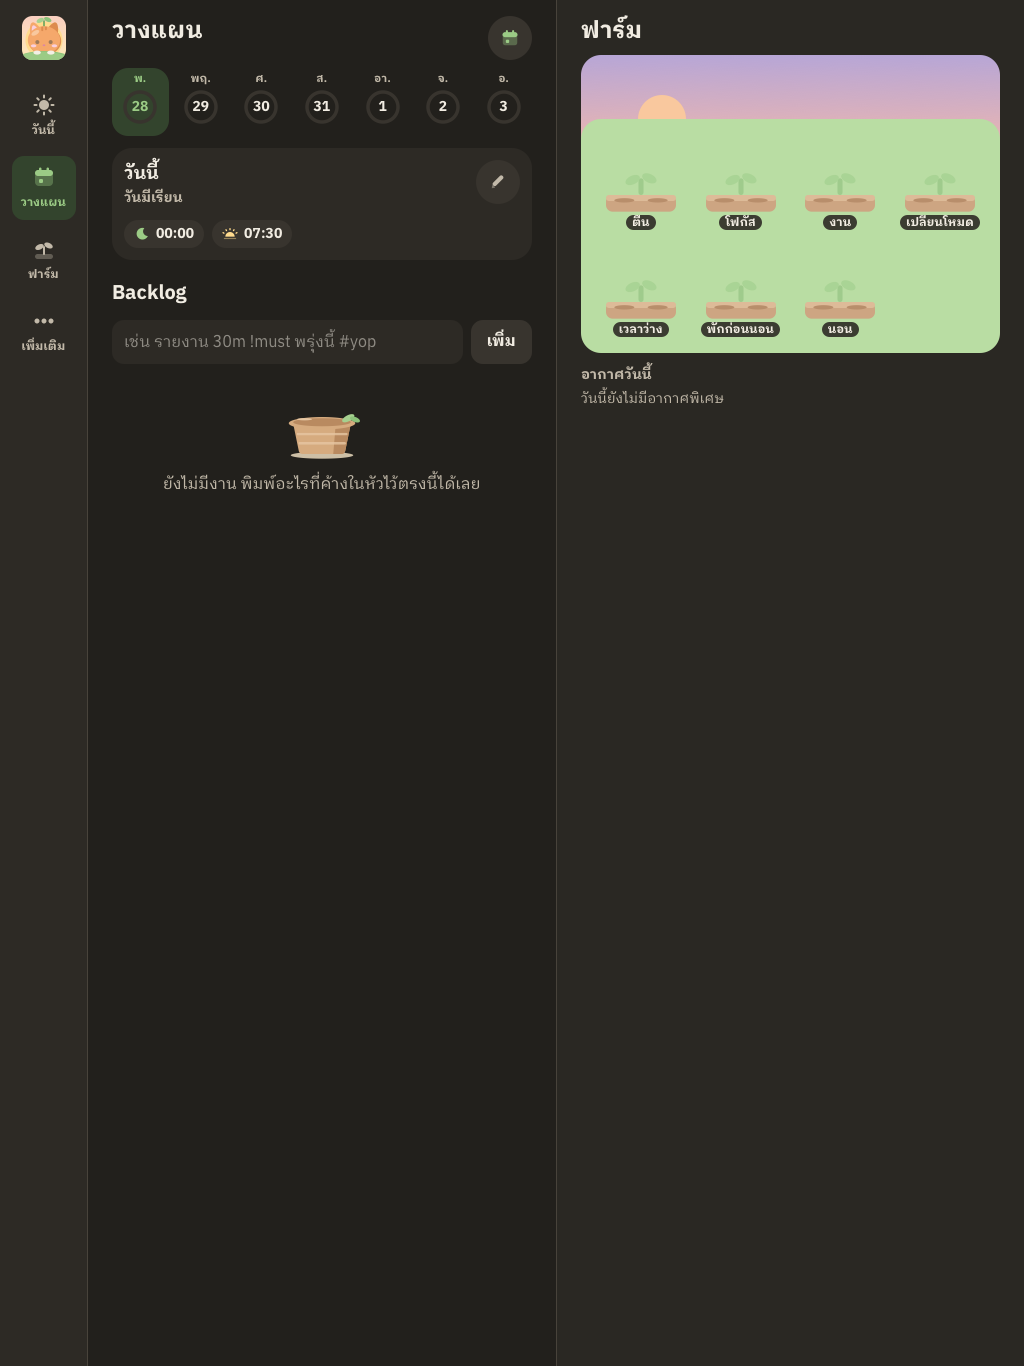 วันนี้
วางแผน
ฟาร์ม
เพิ่มเติม
วางแผน
พ. พฤ. ศ. ส. อา. จ. อ.
28 29 30 31 1 2 3
วันนี้
วันมีเรียน
00:00 07:30
Backlog
เช่น รายงาน 30m !must พรุ่งนี้ #yop
เพิ่ม
ยังไม่มีงาน พิมพ์อะไรที่ค้างในหัวไว้ตรงนี้ได้เลย
ฟาร์ม
ตื่น โฟกัส งาน เปลี่ยนโหมด
เวลาว่าง พักก่อนนอน นอน
อากาศวันนี้
วันนี้ยังไม่มีอากาศพิเศษ